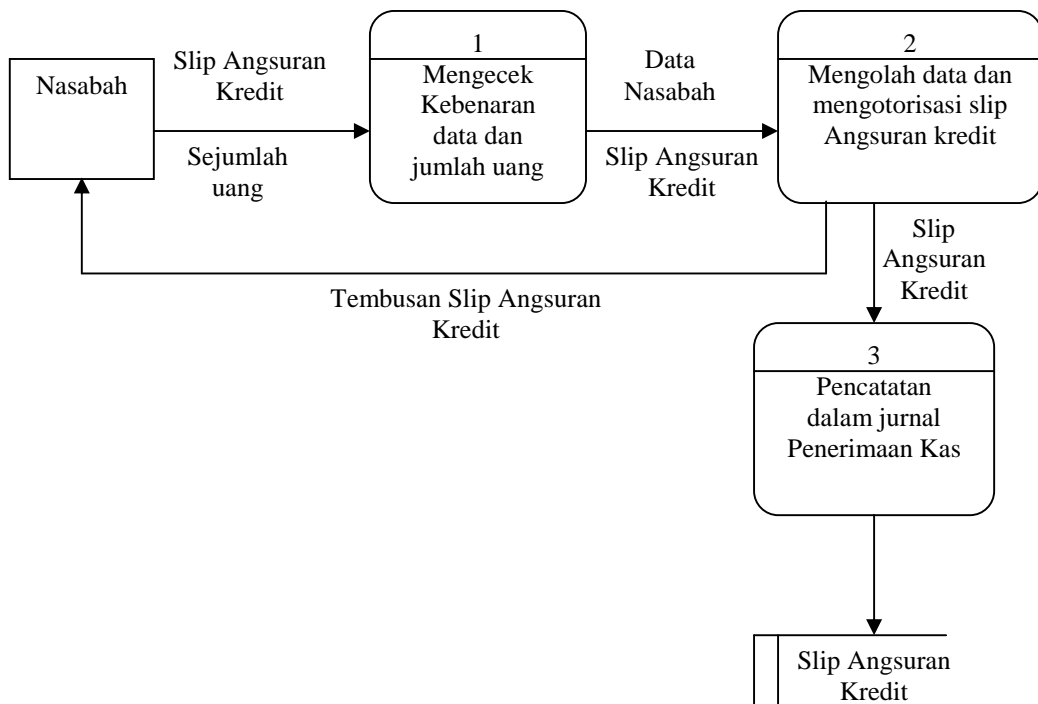 Nasabah
Slip Angsuran
Kredit
Sejumlah
uang
1
Mengecek
Kebenaran
data dan
jumlah uang
Data
Nasabah
Slip Angsuran
Kredit
2
Mengolah data dan
mengotorisasi slip
Angsuran kredit
Tembusan Slip Angsuran
Kredit
Slip
Angsuran
Kredit
3
Pencatatan
dalam jurnal
Penerimaan Kas
Slip Angsuran
Kredit